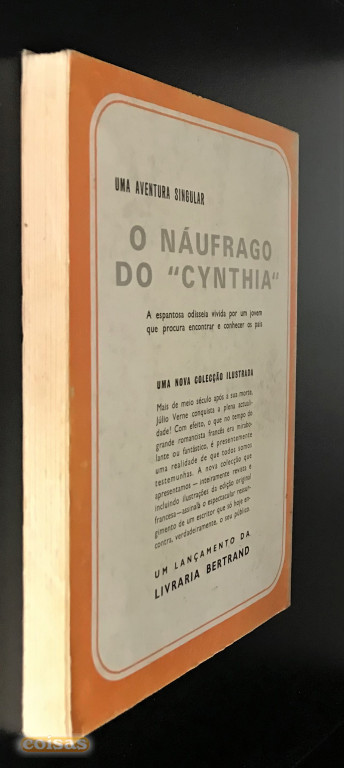 UMA AVENTURA SINGULAR
O NÁUFRAGO
DO "CYNTHIA"
A espantosa odisseia vivida por um jovem
que procura encontrar e conhecer os pais
UMA NOVA COLECÇÃO ILUSTRADA
Mais de meio século após a sua morte,
Júlio Verne conquista a plena actuali-
dade! Com efeito, o que no tempo do
grande romancista francês era mirabo-
lante ou fantástico, é presentemente
uma realidade de que todos somos
testemunhas. A nova colecção que
apresentamos — inteiramente revista e
incluindo ilustrações da edição original
francesa — assinala o espectacular ressur-
gimento de um escritor que só hoje en-
contra, verdadeiramente, o seu público
UM LANÇAMENTO DA
LIVRARIA BERTRAND
coisas